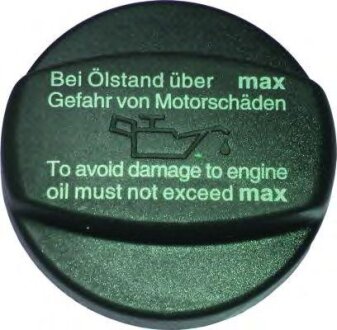 Bei Ölstand über max
Gefahr von Motorschäden
To avoid damage to engine
oil must not exceed max